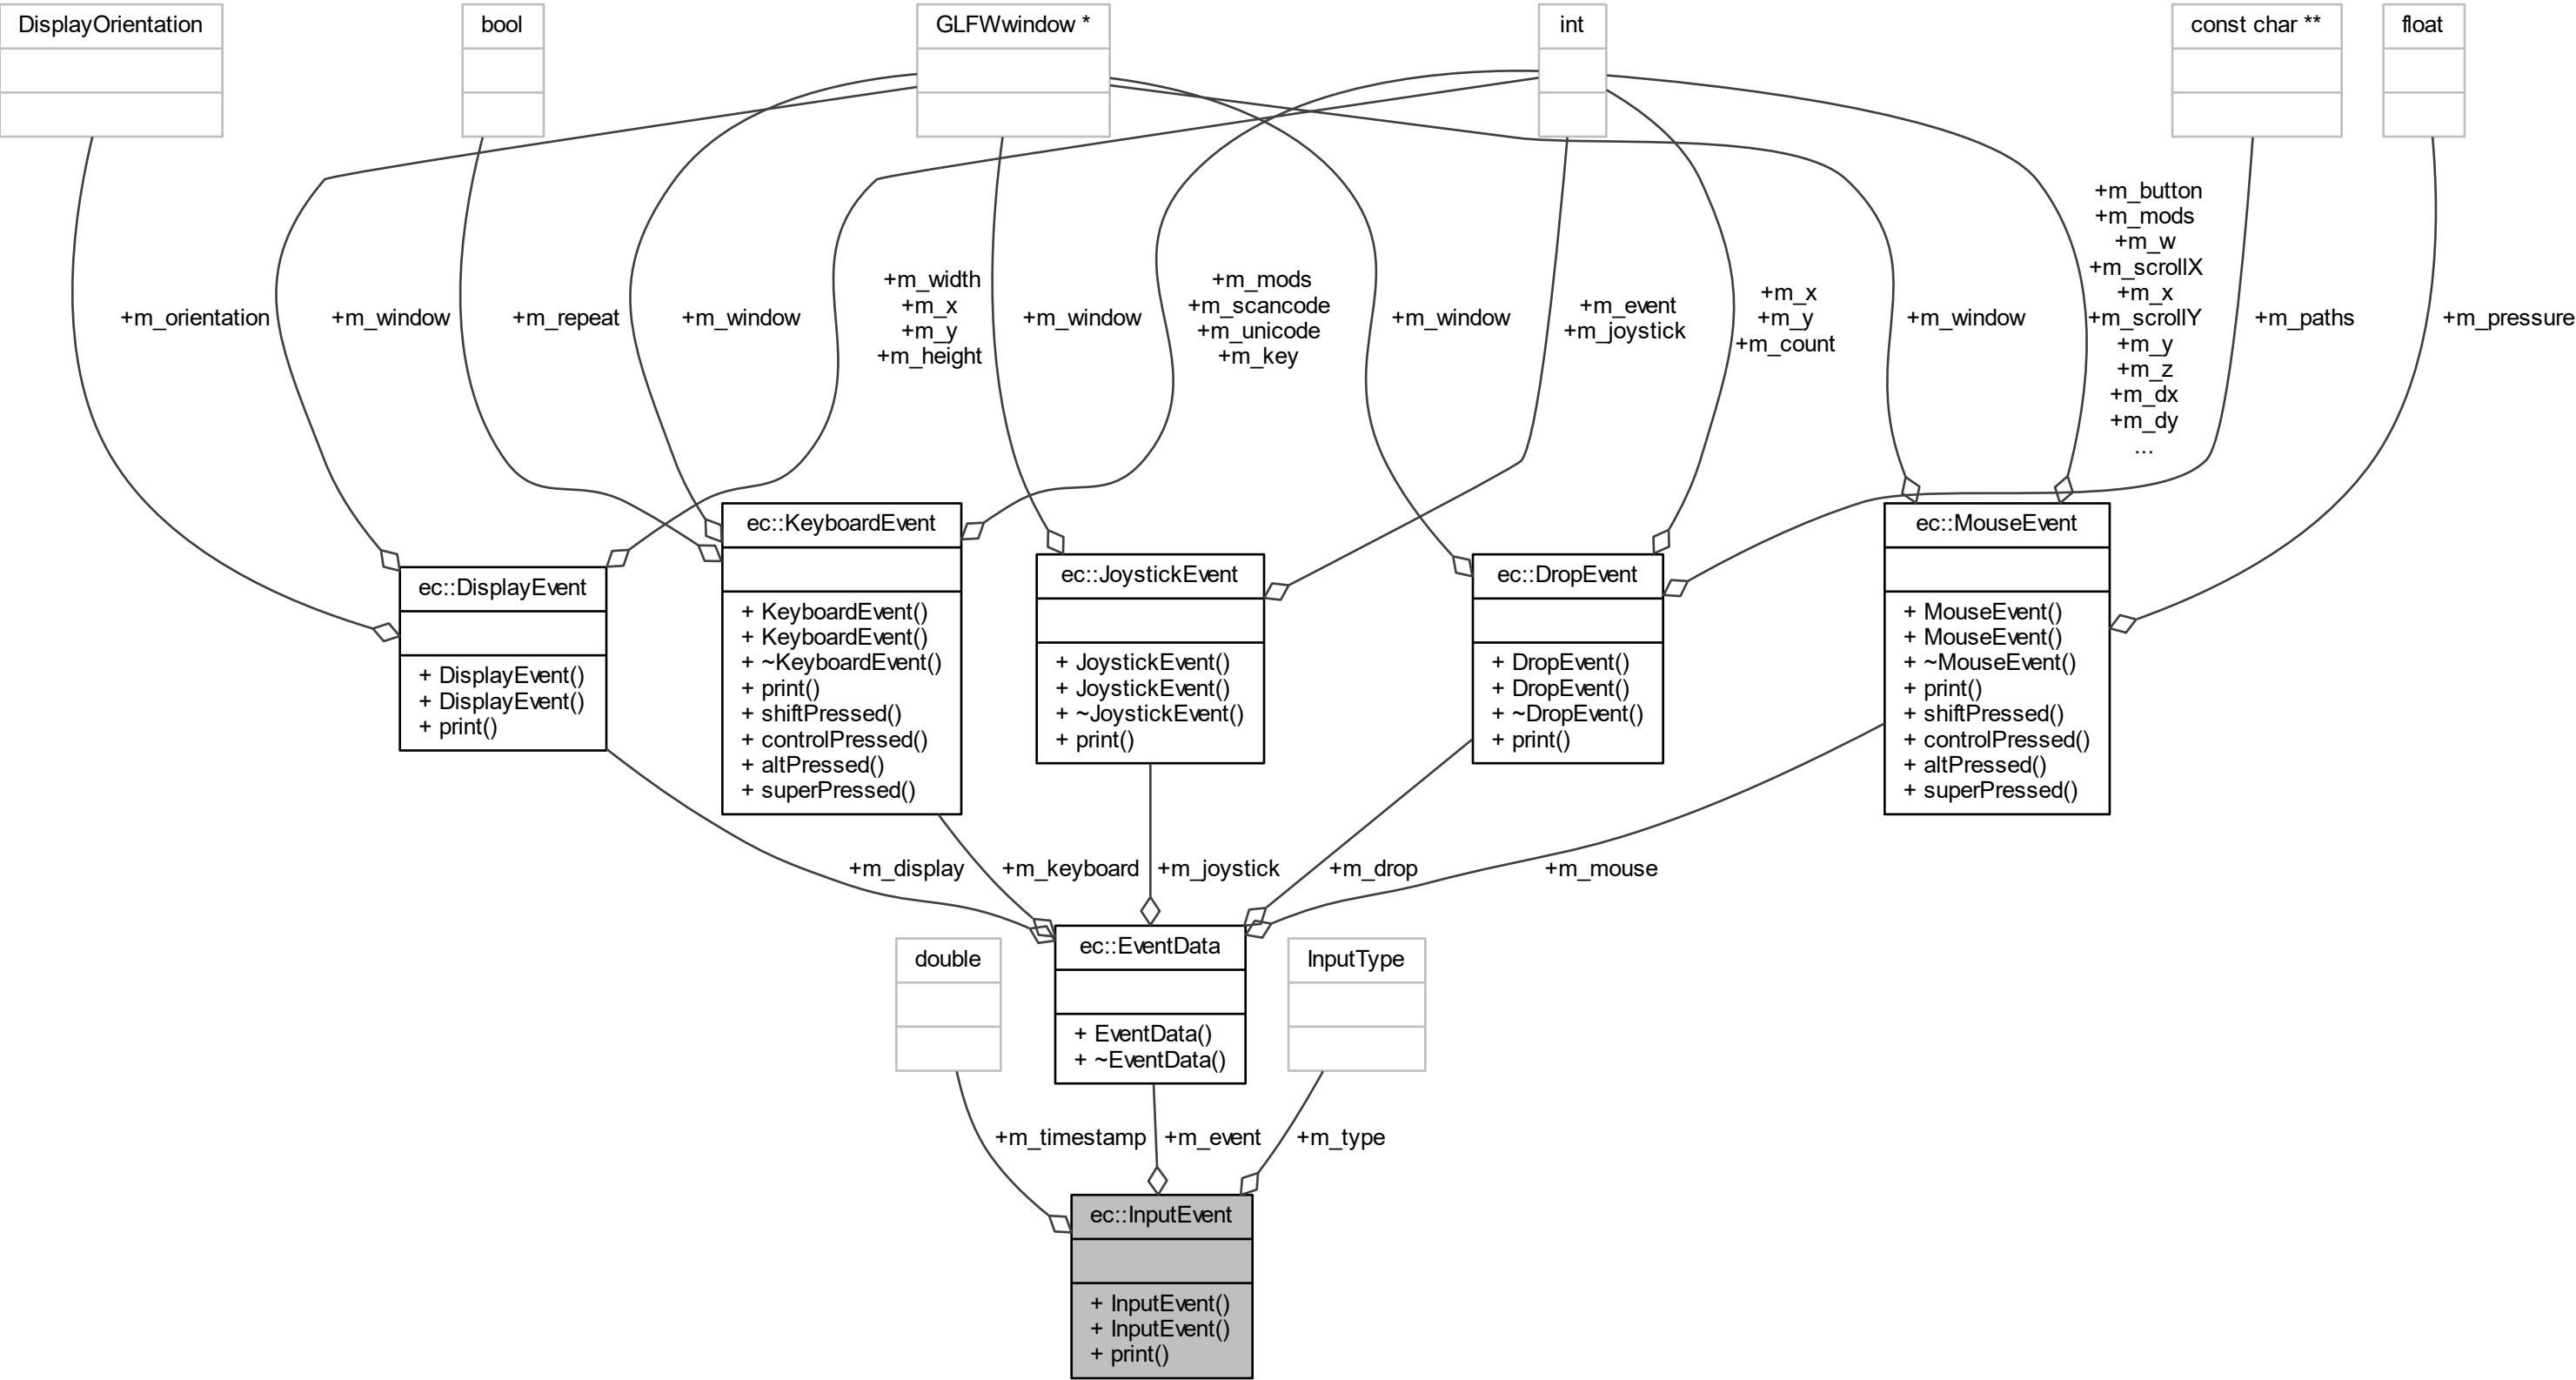 DisplayOrientation
bool
GLFWwindow *
int
const char **
float
+m_orientation
+m_window
+m_repeat
+m_window
+m_width
+m_x
+m_y
+m_height
+m_window
+m_mods
+m_scancode
+m_unicode
+m_key
+m_window
+m_event
+m_joystick
+m_x
+m_y
+m_count
+m_window
+m_button
+m_mods
+m_w
+m_scrollX
+m_x
+m_scrollY
+m_y
+m_z
+m_dx
+m_dy
...
+m_paths
+m_pressure
ec::DisplayEvent
+ DisplayEvent()
+ DisplayEvent()
+ print()
ec::KeyboardEvent
+ KeyboardEvent()
+ KeyboardEvent()
+ ~KeyboardEvent()
+ print()
+ shiftPressed()
+ controlPressed()
+ altPressed()
+ superPressed()
ec::JoystickEvent
+ JoystickEvent()
+ JoystickEvent()
+ ~JoystickEvent()
+ print()
ec::DropEvent
+ DropEvent()
+ DropEvent()
+ ~DropEvent()
+ print()
ec::MouseEvent
+ MouseEvent()
+ MouseEvent()
+ ~MouseEvent()
+ print()
+ shiftPressed()
+ controlPressed()
+ altPressed()
+ superPressed()
+m_display
+m_keyboard
+m_joystick
+m_drop
+m_mouse
double
ec::EventData
+ EventData()
+ ~EventData()
InputType
+m_timestamp
+m_event
+m_type
ec::InputEvent
+ InputEvent()
+ InputEvent()
+ print()